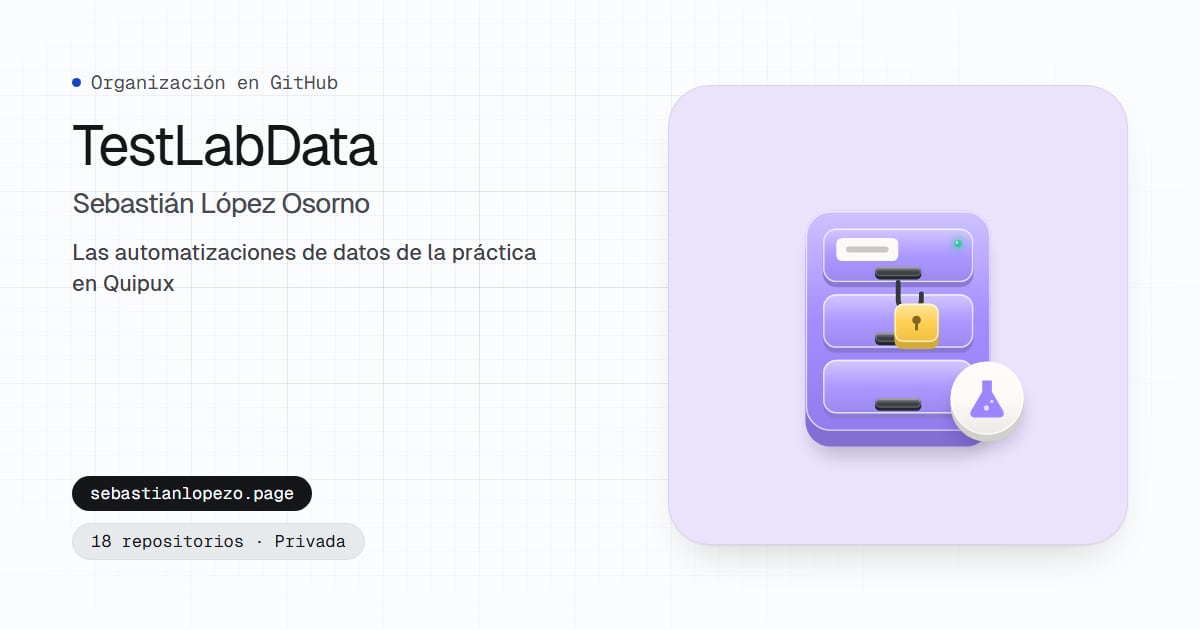 Organización en GitHub
TestLabData
Sebastián López Osorno
Las automatizaciones de datos de la práctica
en Quipux
sebastianlopezo.page
18 repositorios · Privada